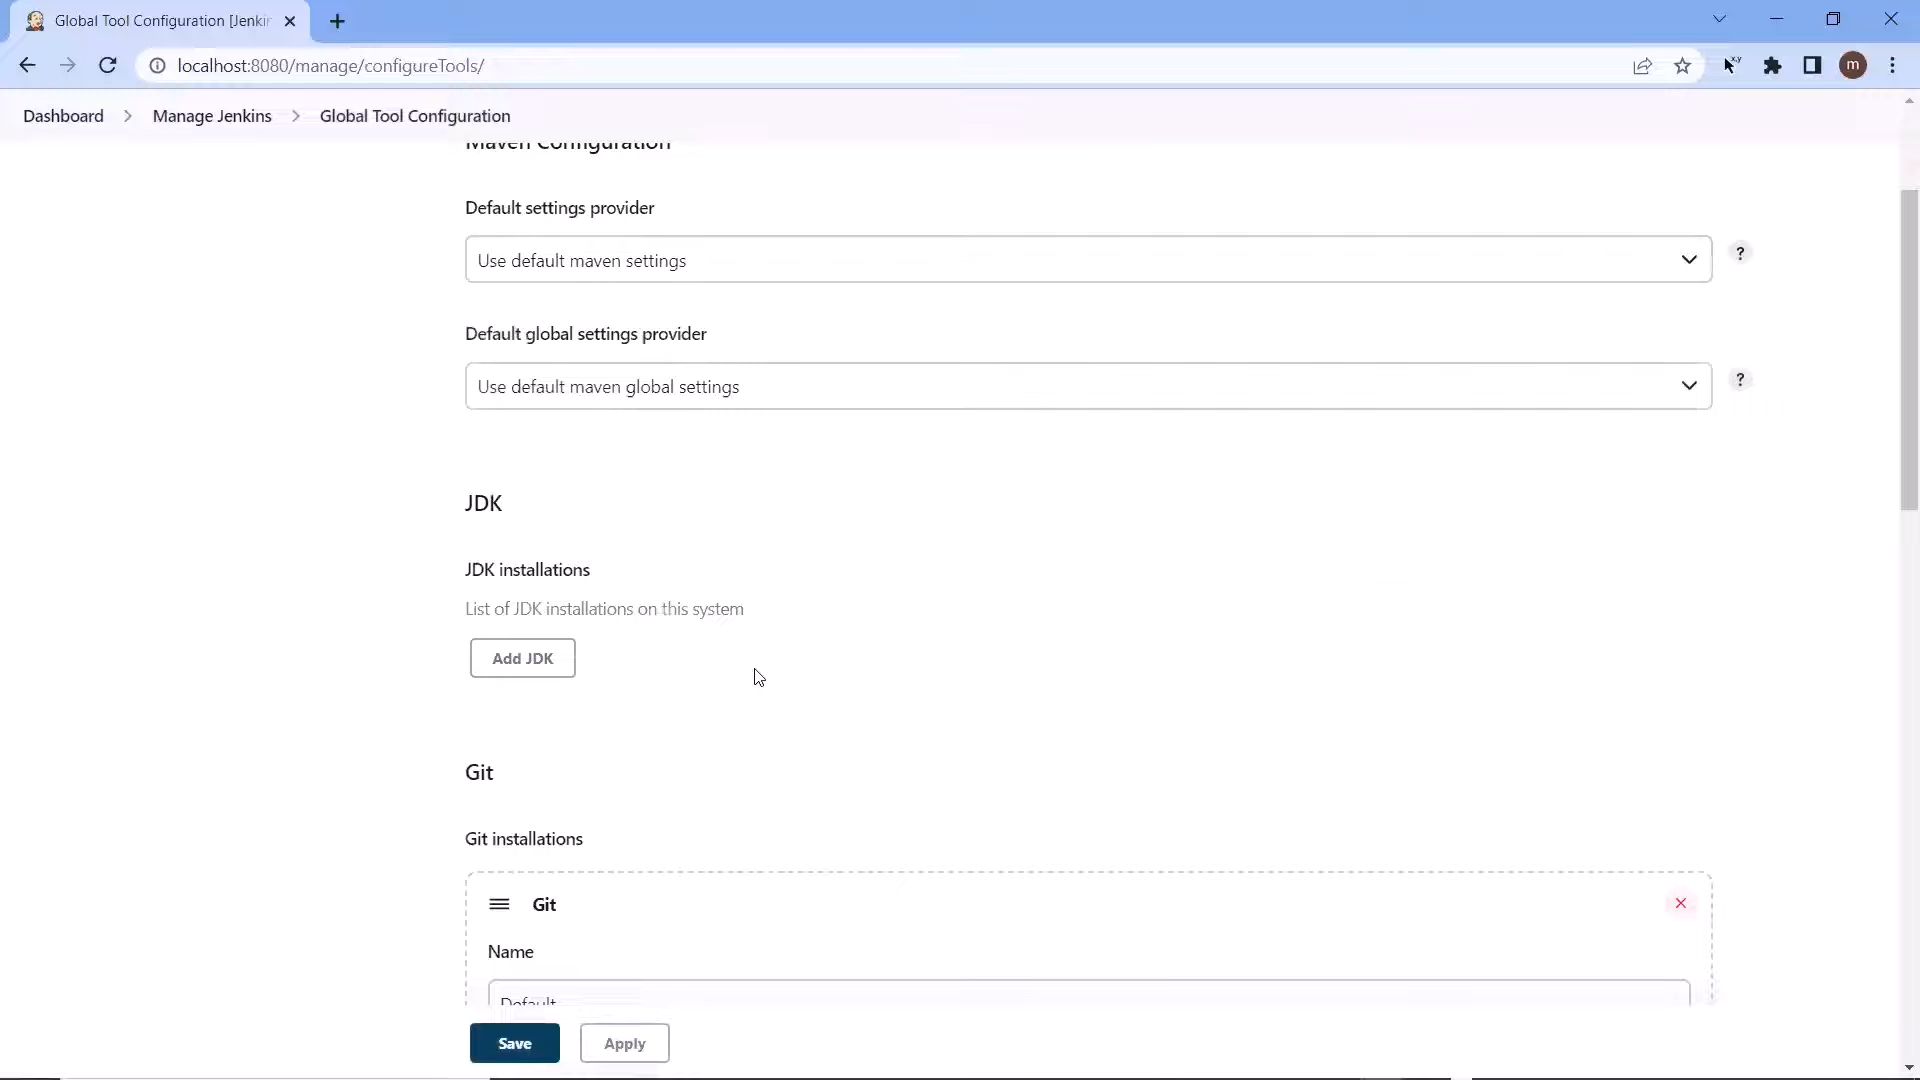 Global Tool Configuration [Jenkin
localhost:8080/manage/configureTools/
m
Dashboard > Manage Jenkins > Global Tool Configuration
Maven Configuration
Default settings provider
Use default maven settings
?
Default global settings provider
Use default maven global settings
?
JDK
JDK installations
List of JDK installations on this system
Add JDK
Git
Git installations
Git
Name
Default
Save
Apply